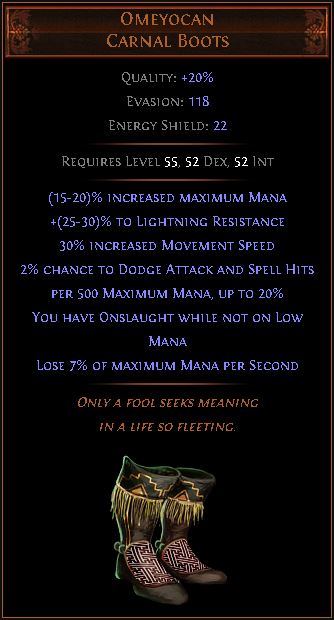 Omeyocan
Carnal Boots
Quality: +20%
Evasion: 118
Energy Shield: 22
Requires Level 55, 52 Dex, 52 Int
(15-20)% increased maximum Mana
+(25-30)% to Lightning Resistance
30% increased Movement Speed
2% chance to Dodge Attack and Spell Hits
per 500 Maximum Mana, up to 20%
You have Onslaught while not on Low
Mana
Lose 7% of maximum Mana per Second
Only a fool seeks meaning
in a life so fleeting.